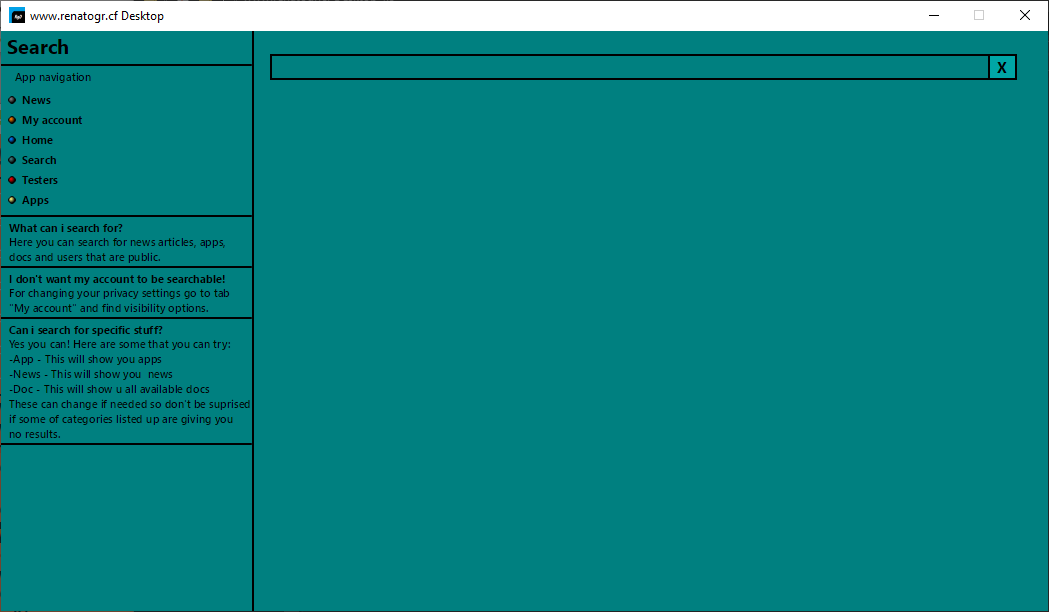 www.renatogr.cf Desktop
Search
X
App navigation
News
My account
Home
Search
Testers
Apps
What can i search for?
Here you can search for news articles, apps,
docs and users that are public.
I don't want my account to be searchable!
For changing your privacy settings go to tab
"My account" and find visibility options.
Can i search for specific stuff?
Yes you can! Here are some that you can try:
-App - This will show you apps
-News - This will show you  news
-Doc - This will show u all available docs
These can change if needed so don't be suprised
if some of categories listed up are giving you
no results.